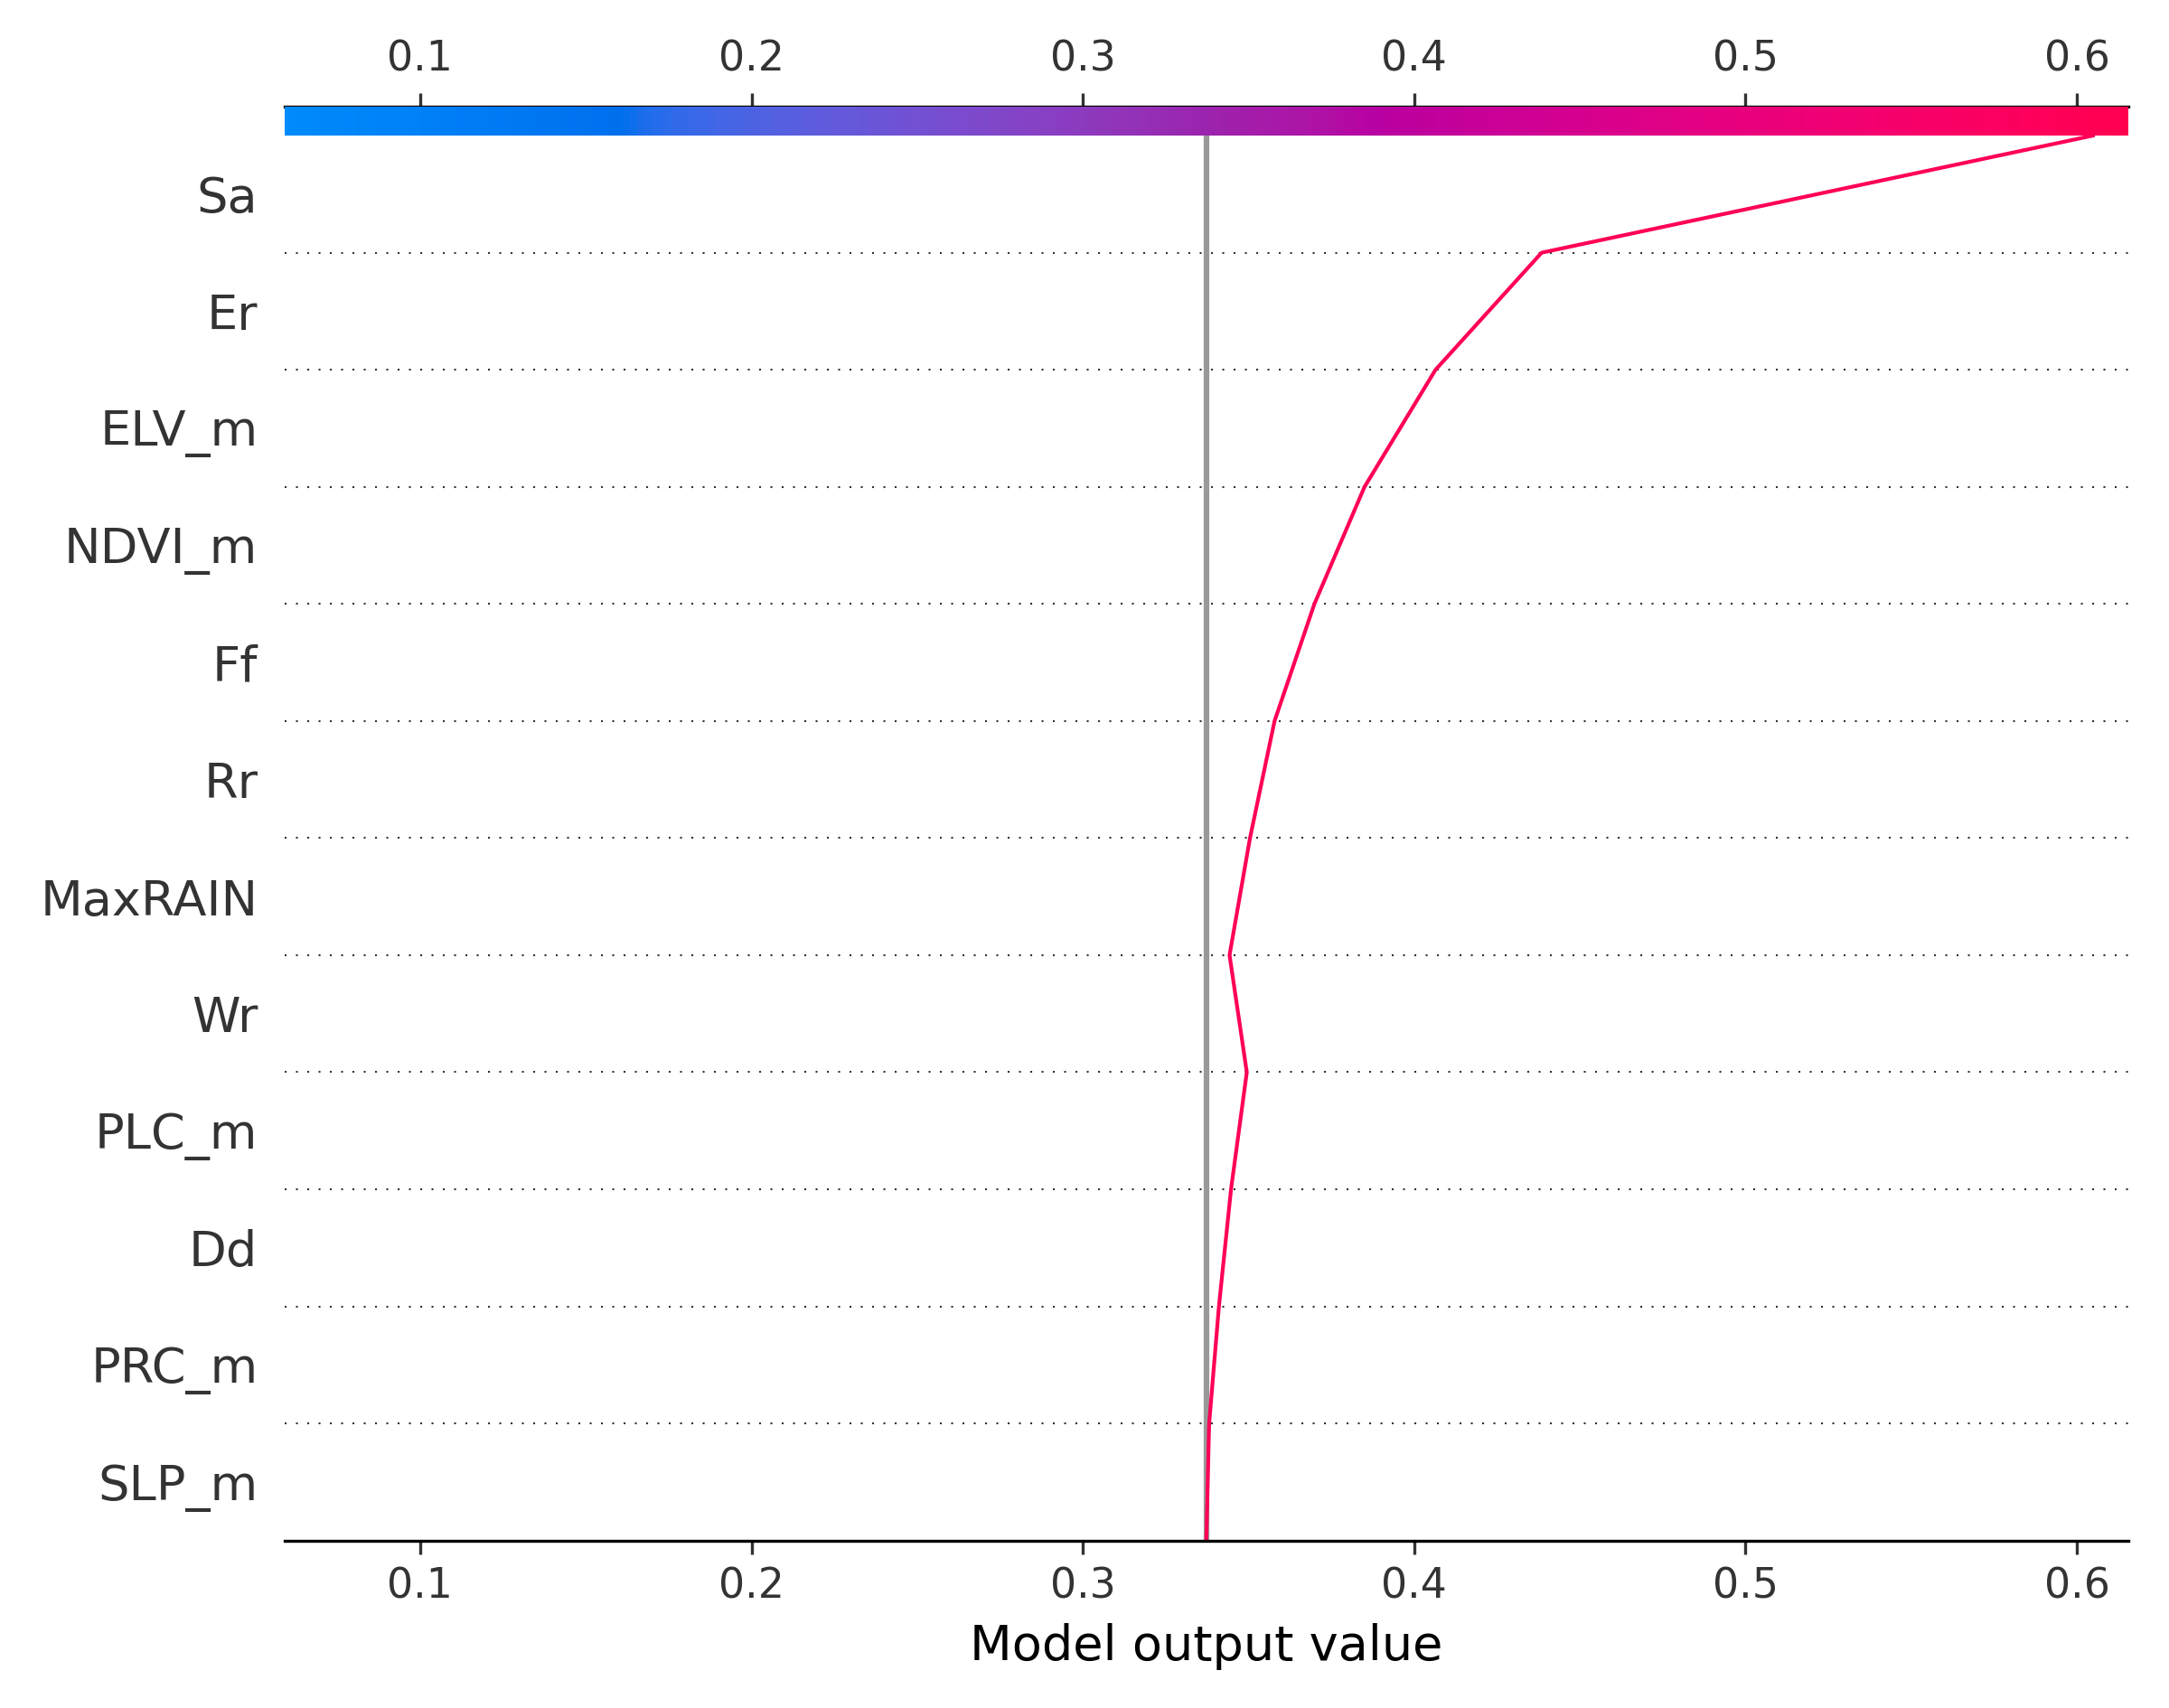 0.1 0.2 0.3 0.4 0.5 0.6
Sa
Er
ELV_m
NDVI_m
Ff
Rr
MaxRAIN
Wr
PLC_m
Dd
PRC_m
SLP_m
0.1 0.2 0.3 0.4 0.5 0.6
Model output value